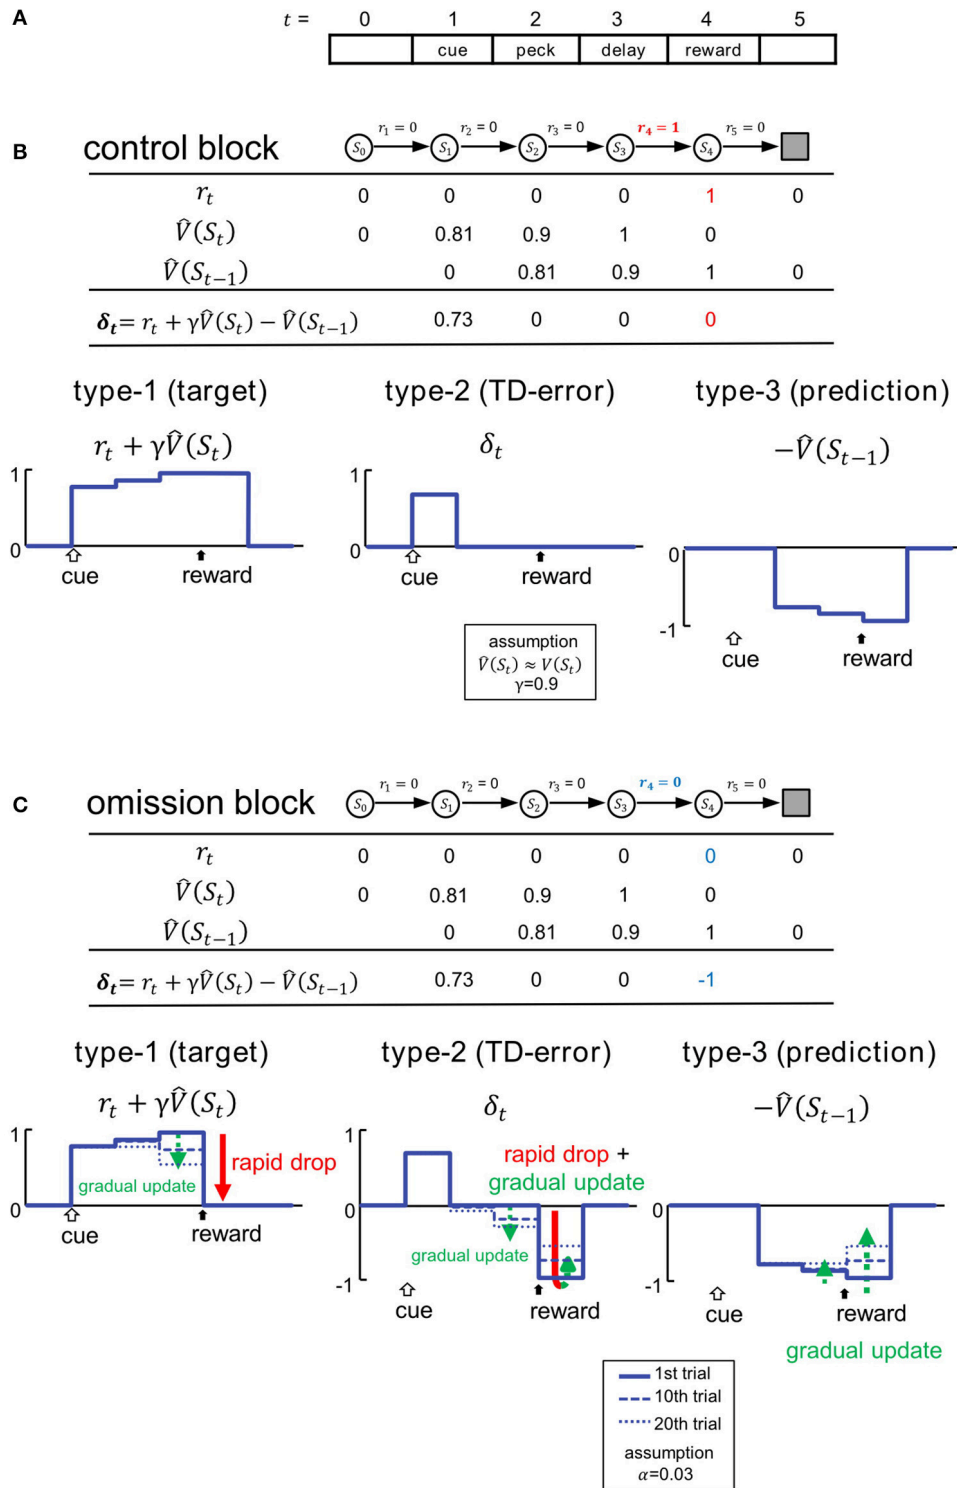 A
t = 0 1 2 3 4 5
cue peck delay reward
B
control block
S₀ r₁ = 0 S₁ r₂ = 0 S₂ r₃ = 0 S₃ r₄ = 1 S₄ r₅ = 0
rₜ 0 0 0 0 1 0
V̂(Sₜ) 0 0.81 0.9 1 0
V̂(Sₜ₋₁) 0 0.81 0.9 1 0
δₜ = rₜ + γV̂(Sₜ) − V̂(Sₜ₋₁) 0.73 0 0 0
type-1 (target)
rₜ + γV̂(Sₜ)
1
0
cue
reward
type-2 (TD-error)
δₜ
1
0
cue
reward
type-3 (prediction)
−V̂(Sₜ₋₁)
0
-1
cue
reward
assumption
V̂(Sₜ) ≈ V(Sₜ)
γ=0.9
C
omission block
S₀ r₁ = 0 S₁ r₂ = 0 S₂ r₃ = 0 S₃ r₄ = 0 S₄ r₅ = 0
rₜ 0 0 0 0 0 0
V̂(Sₜ) 0 0.81 0.9 1 0
V̂(Sₜ₋₁) 0 0.81 0.9 1 0
δₜ = rₜ + γV̂(Sₜ) − V̂(Sₜ₋₁) 0.73 0 0 -1
type-1 (target)
rₜ + γV̂(Sₜ)
1
rapid drop
gradual update
0
cue
reward
type-2 (TD-error)
δₜ
1
rapid drop +
gradual update
0
gradual update
-1
cue
reward
type-3 (prediction)
−V̂(Sₜ₋₁)
0
-1
cue
reward
gradual update
1st trial
10th trial
20th trial
assumption
α=0.03